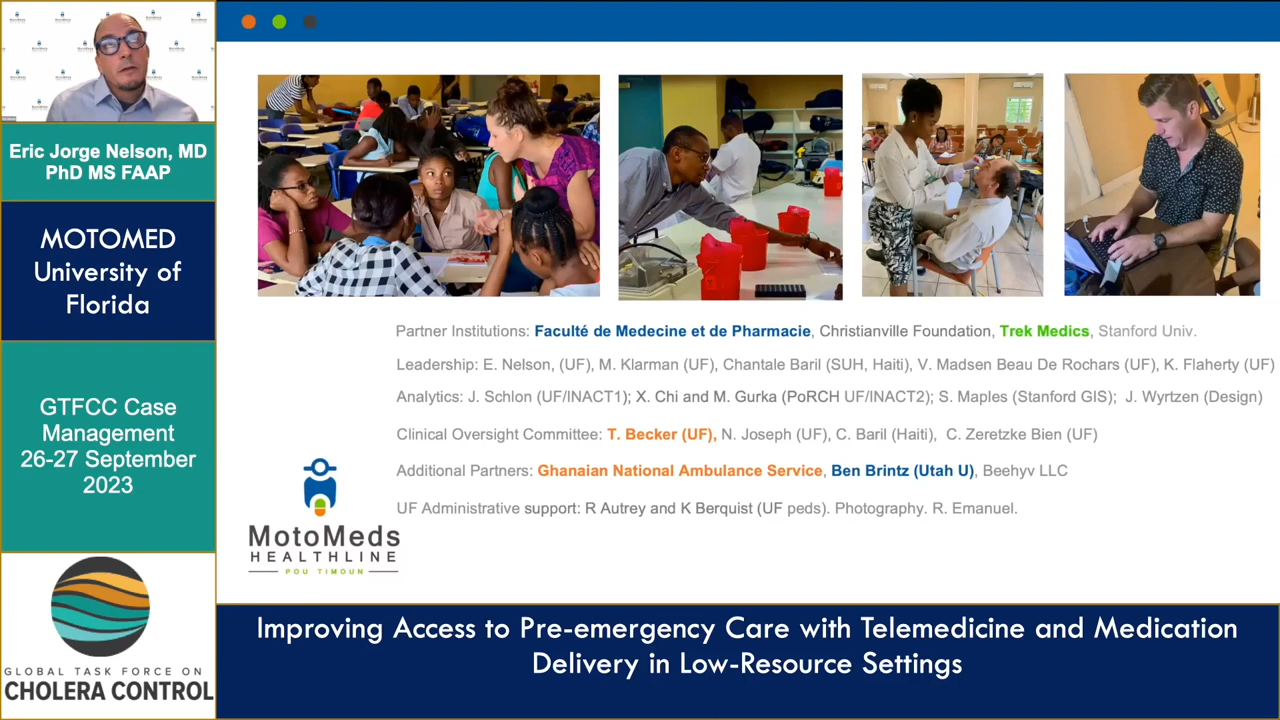 MotoMeds
MotoMeds
MotoMeds
Eric Jorge Nelson, MD
PhD MS FAAP
MOTOMED
University of
Florida
GTFCC Case
Management
26-27 September
2023
GLOBAL TASK FORCE ON
CHOLERA CONTROL
Partner Institutions: Faculté de Medecine et de Pharmacie, Christianville Foundation, Trek Medics, Stanford Univ.
Leadership: E. Nelson, (UF), M. Klarman (UF), Chantale Baril (SUH, Haiti), V. Madsen Beau De Rochars (UF), K. Flaherty (UF)
Analytics: J. Schlon (UF/INACT1); X. Chi and M. Gurka (PoRCH UF/INACT2); S. Maples (Stanford GIS); J. Wyrtzen (Design)
Clinical Oversight Committee: T. Becker (UF), N. Joseph (UF), C. Baril (Haiti), C. Zeretzke Bien (UF)
Additional Partners: Ghanaian National Ambulance Service, Ben Brintz (Utah U), Beehyv LLC
UF Administrative support: R Autrey and K Berquist (UF peds). Photography. R. Emanuel.
MotoMeds
HEALTHLINE
POU TIMOUN
Improving Access to Pre-emergency Care with Telemedicine and Medication
Delivery in Low-Resource Settings